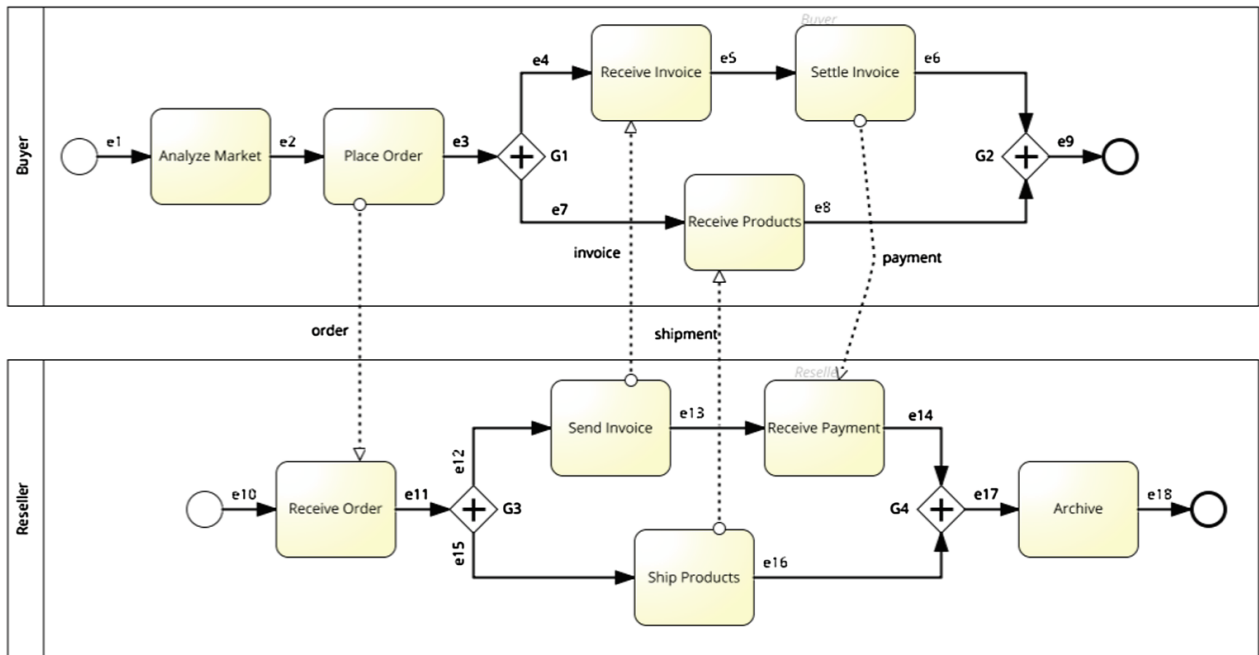 Buyer
Buyer
e4
Receive Invoice
e5
Settle Invoice
e6
e1
Analyze Market
e2
Place Order
e3
G1
G2
e9
e7
Receive Products
e8
invoice
payment
order
shipment
Reseller
Reseller
e12
Send Invoice
e13
Receive Payment
e14
e10
Receive Order
e11
G3
G4
e17
Archive
e18
e15
Ship Products
e16